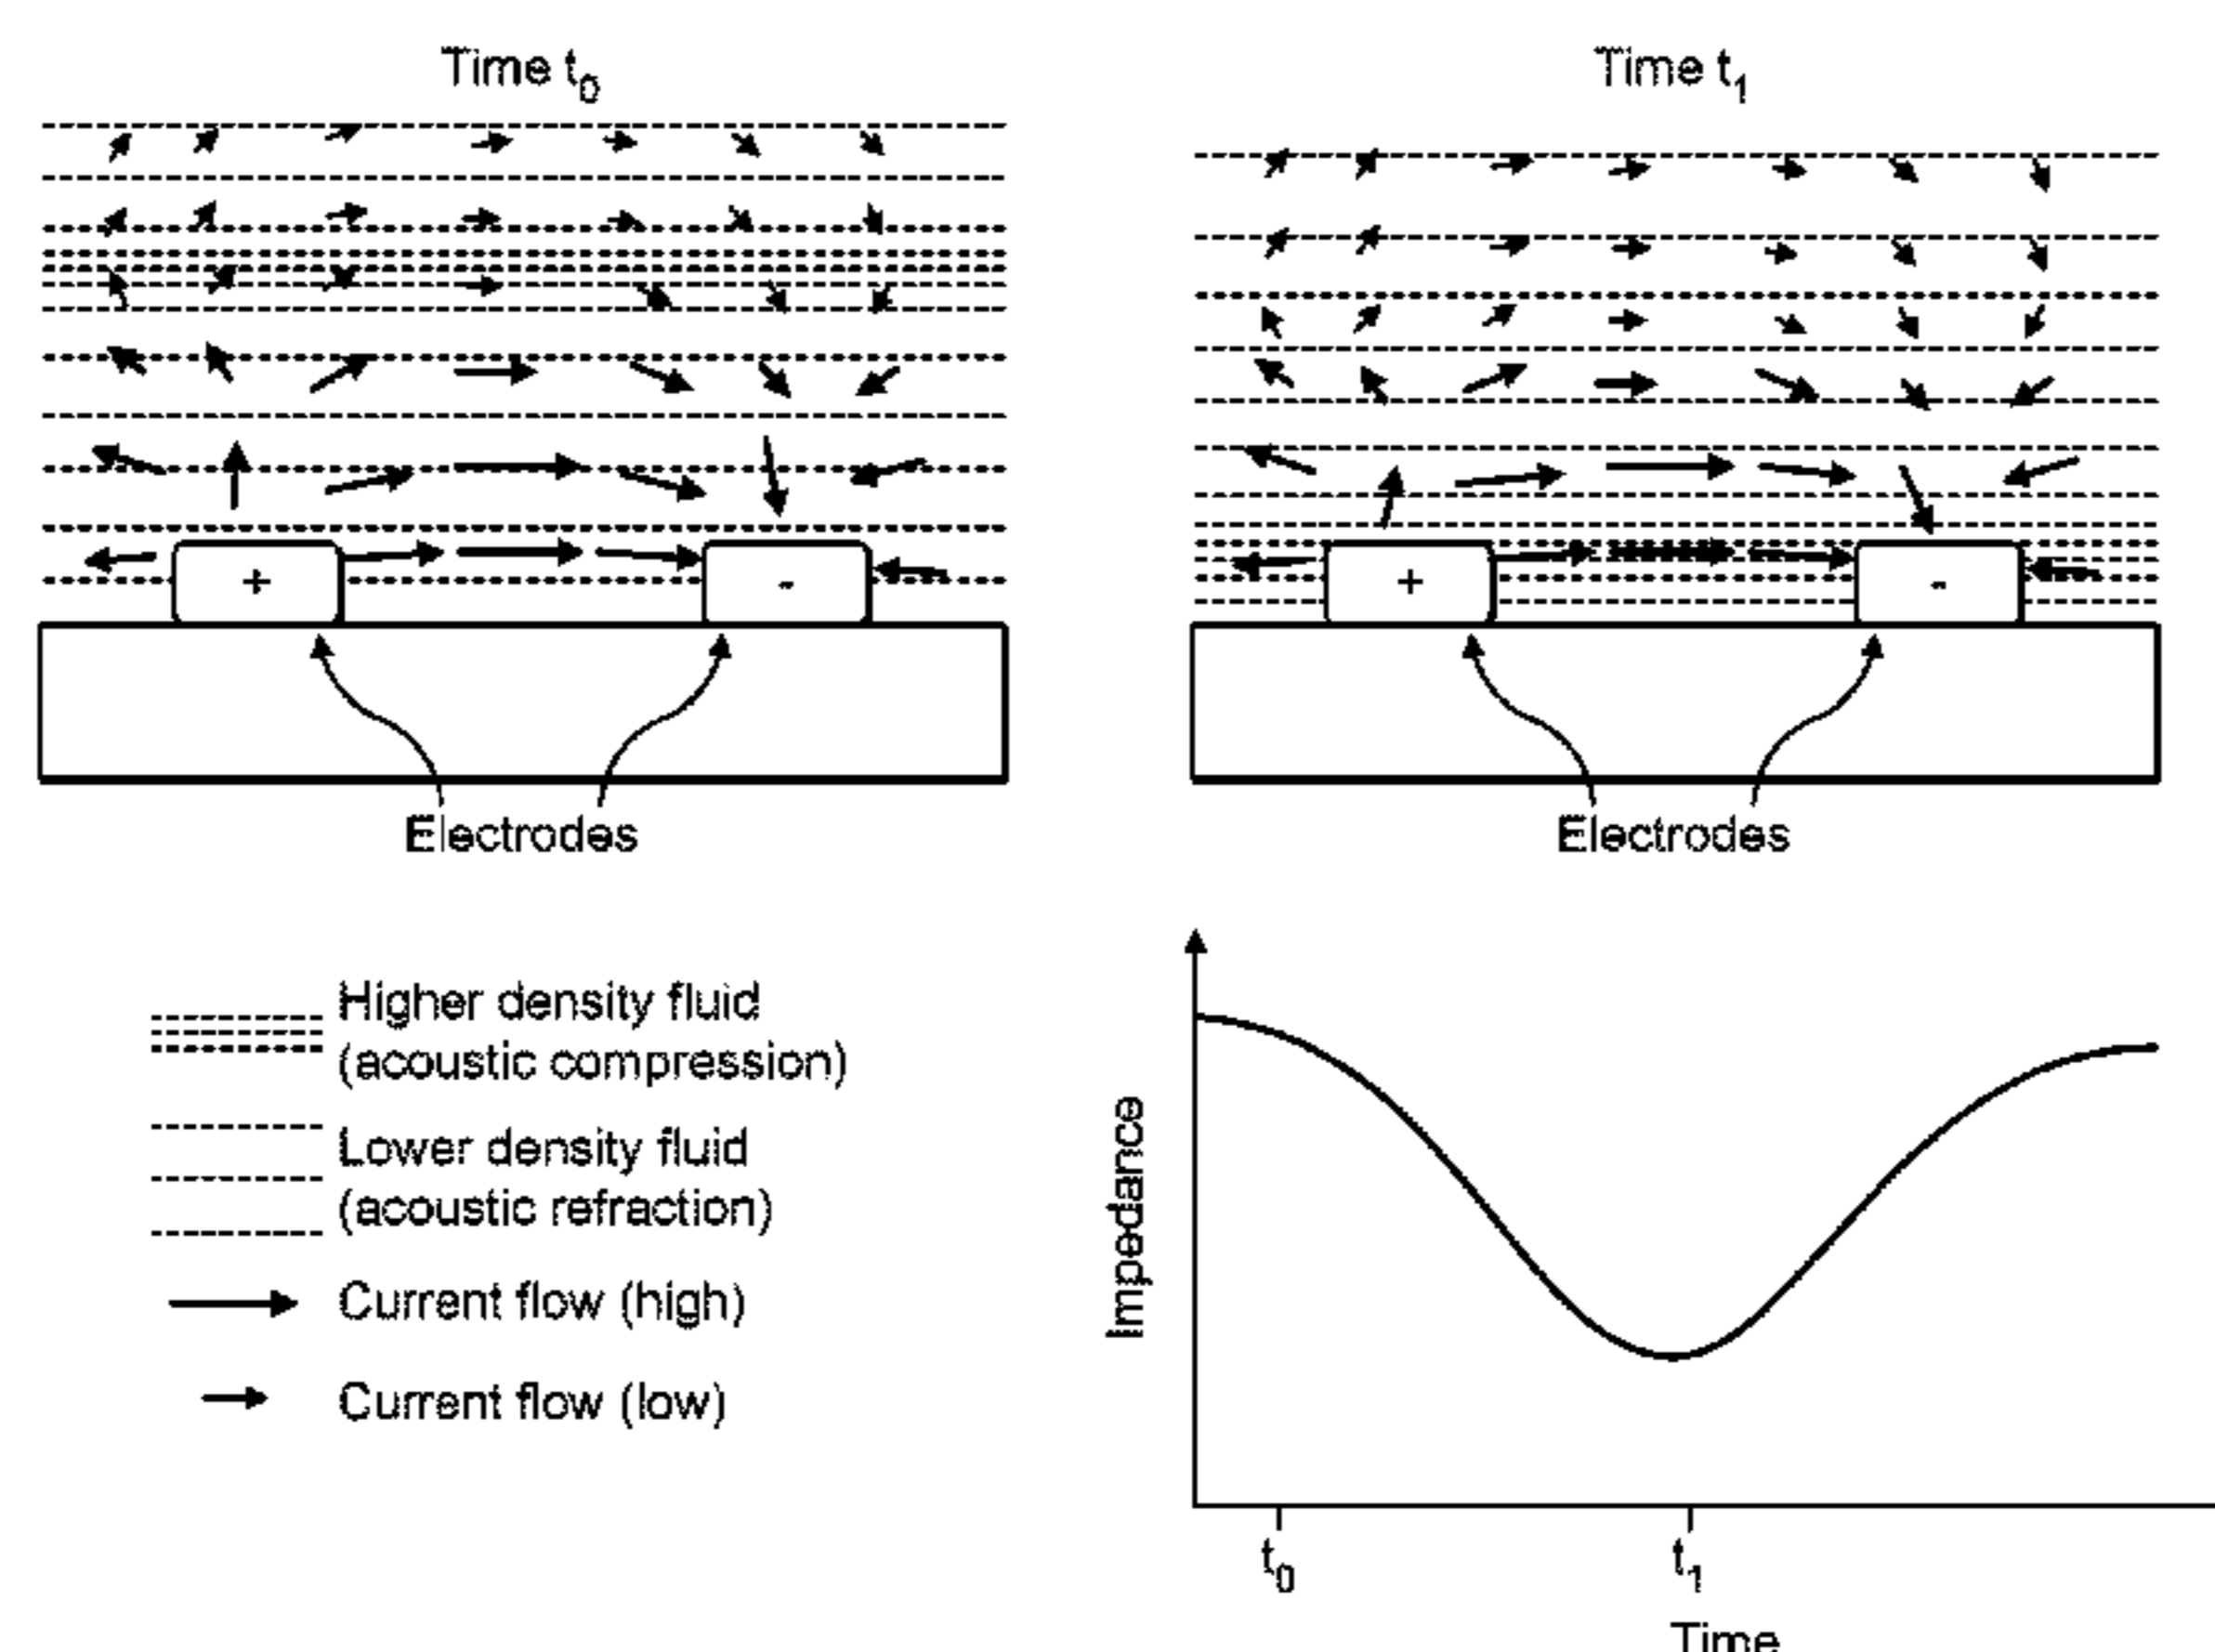 Time t0
Time t1
+
-
+
-
Electrodes
Electrodes
Higher density fluid
(acoustic compression)
Lower density fluid
(acoustic refraction)
Current flow (high)
Current flow (low)
Impedance
t0
t1
Time